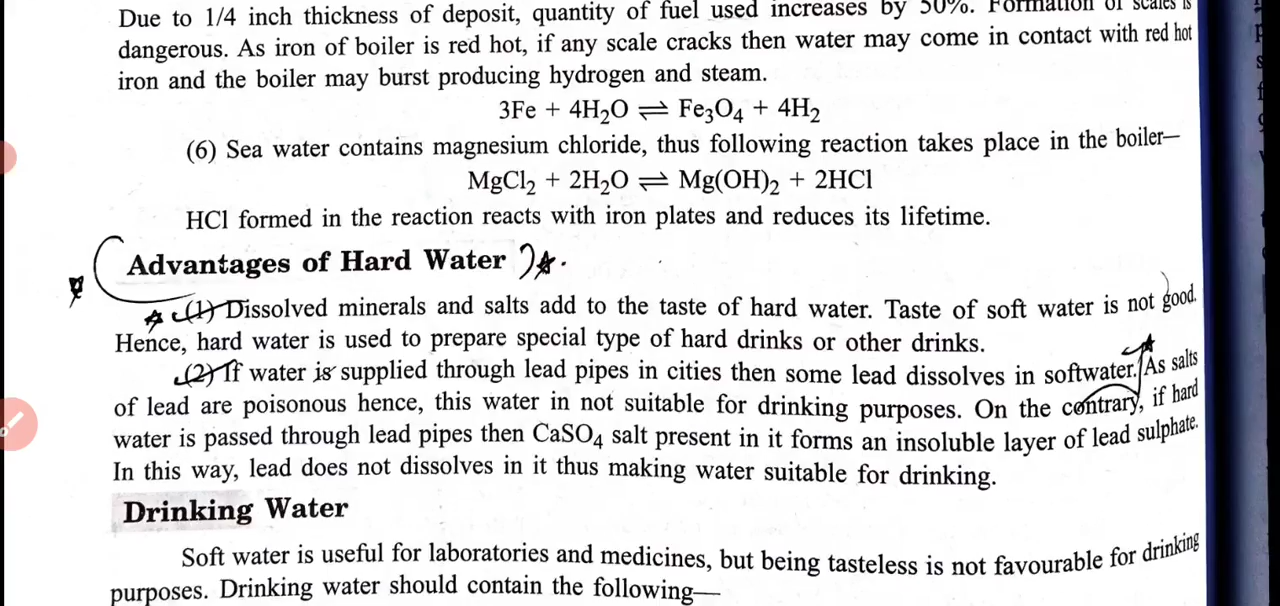 Due to 1/4 inch thickness of deposit, quantity of fuel used increases by 50%. Formation of scales is
dangerous. As iron of boiler is red hot, if any scale cracks then water may come in contact with red hot
iron and the boiler may burst producing hydrogen and steam.
3Fe + 4H₂O ⇌ Fe₃O₄ + 4H₂
(6) Sea water contains magnesium chloride, thus following reaction takes place in the boiler—
MgCl₂ + 2H₂O ⇌ Mg(OH)₂ + 2HCl
HCl formed in the reaction reacts with iron plates and reduces its lifetime.
Advantages of Hard Water
(1) Dissolved minerals and salts add to the taste of hard water. Taste of soft water is not good.
Hence, hard water is used to prepare special type of hard drinks or other drinks.
(2) If water is supplied through lead pipes in cities then some lead dissolves in softwater. As salts
of lead are poisonous hence, this water in not suitable for drinking purposes. On the contrary, if hard
water is passed through lead pipes then CaSO₄ salt present in it forms an insoluble layer of lead sulphate.
In this way, lead does not dissolves in it thus making water suitable for drinking.
Drinking Water
Soft water is useful for laboratories and medicines, but being tasteless is not favourable for drinking
purposes. Drinking water should contain the following—